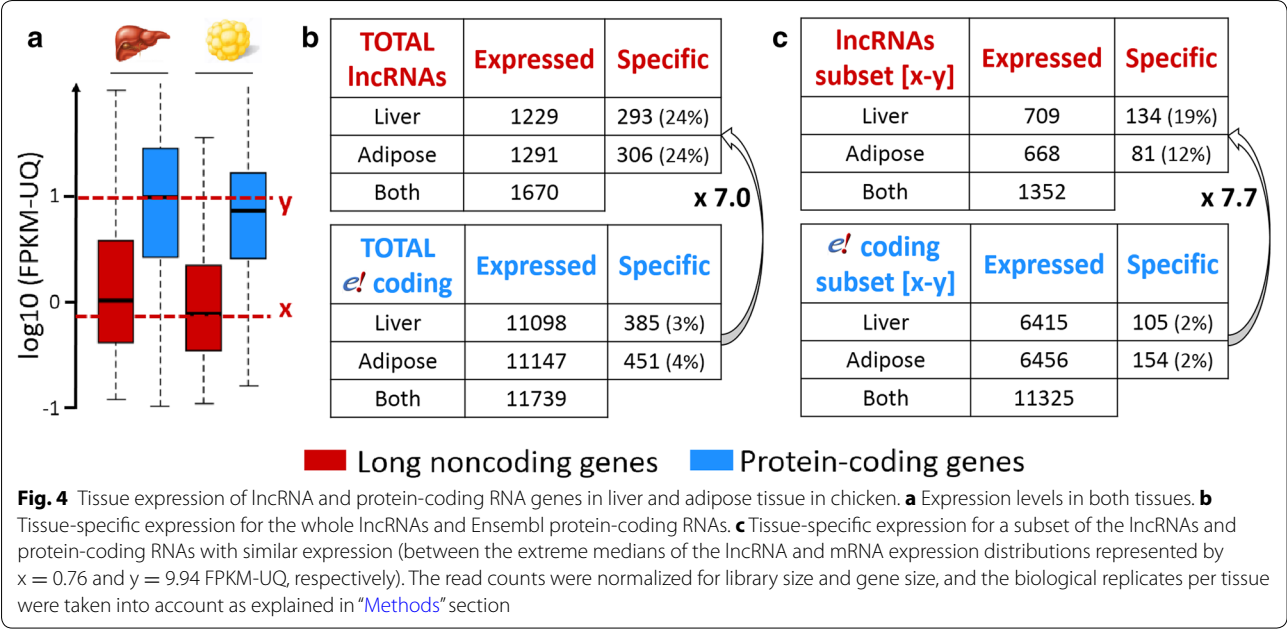 a
log10 (FPKM-UQ)
1
0
-1
y
x
b
TOTAL lncRNAs Expressed Specific
Liver 1229 293 (24%)
Adipose 1291 306 (24%)
Both 1670
x 7.0
TOTAL e! coding Expressed Specific
Liver 11098 385 (3%)
Adipose 11147 451 (4%)
Both 11739
c
lncRNAs subset [x-y] Expressed Specific
Liver 709 134 (19%)
Adipose 668 81 (12%)
Both 1352
x 7.7
e! coding subset [x-y] Expressed Specific
Liver 6415 105 (2%)
Adipose 6456 154 (2%)
Both 11325
Long noncoding genes Protein-coding genes
Fig. 4 Tissue expression of lncRNA and protein-coding RNA genes in liver and adipose tissue in chicken. a Expression levels in both tissues. b
Tissue-specific expression for the whole lncRNAs and Ensembl protein-coding RNAs. c Tissue-specific expression for a subset of the lncRNAs and
protein-coding RNAs with similar expression (between the extreme medians of the lncRNA and mRNA expression distributions represented by
x = 0.76 and y = 9.94 FPKM-UQ, respectively). The read counts were normalized for library size and gene size, and the biological replicates per tissue
were taken into account as explained in “Methods” section